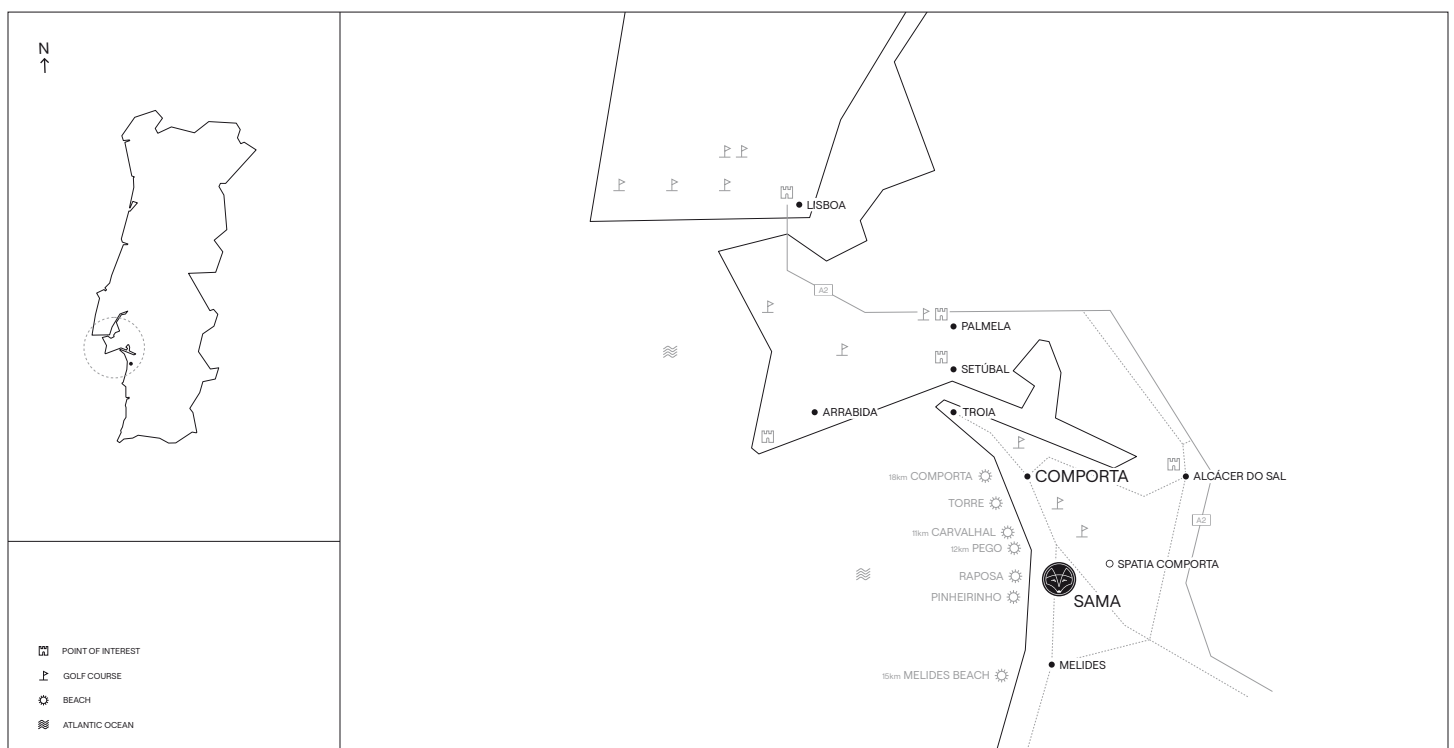 N
POINT OF INTEREST
GOLF COURSE
BEACH
ATLANTIC OCEAN
LISBOA
A2
PALMELA
SETÚBAL
ARRABIDA
TROIA
18km COMPORTA
COMPORTA
ALCÁCER DO SAL
TORRE
A2
11km CARVALHAL
12km PEGO
SPATIA COMPORTA
RAPOSA
PINHEIRINHO
SAMA
MELIDES
15km MELIDES BEACH